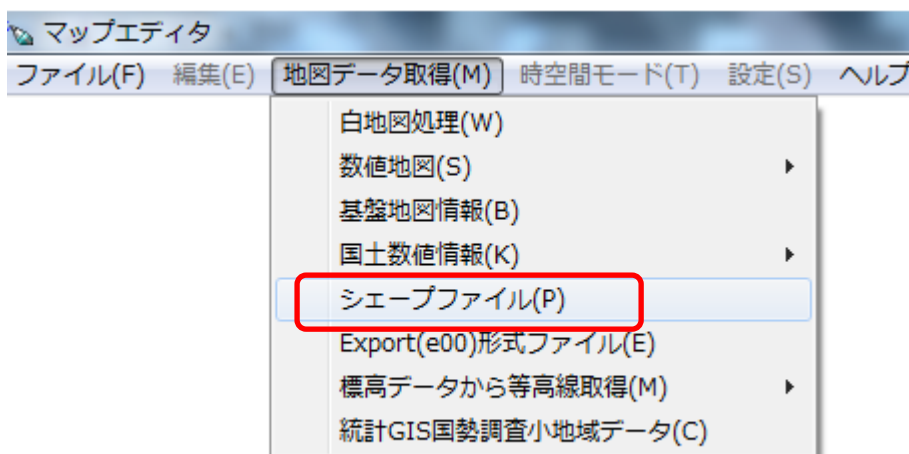 マップエディタ
ファイル(F) 編集(E) 地図データ取得(M) 時空間モード(T) 設定(S) ヘルプ
白地図処理(W)
数値地図(S)
基盤地図情報(B)
国土数値情報(K)
シェープファイル(P)
Export(e00)形式ファイル(E)
標高データから等高線取得(M)
統計GIS国勢調査小地域データ(C)